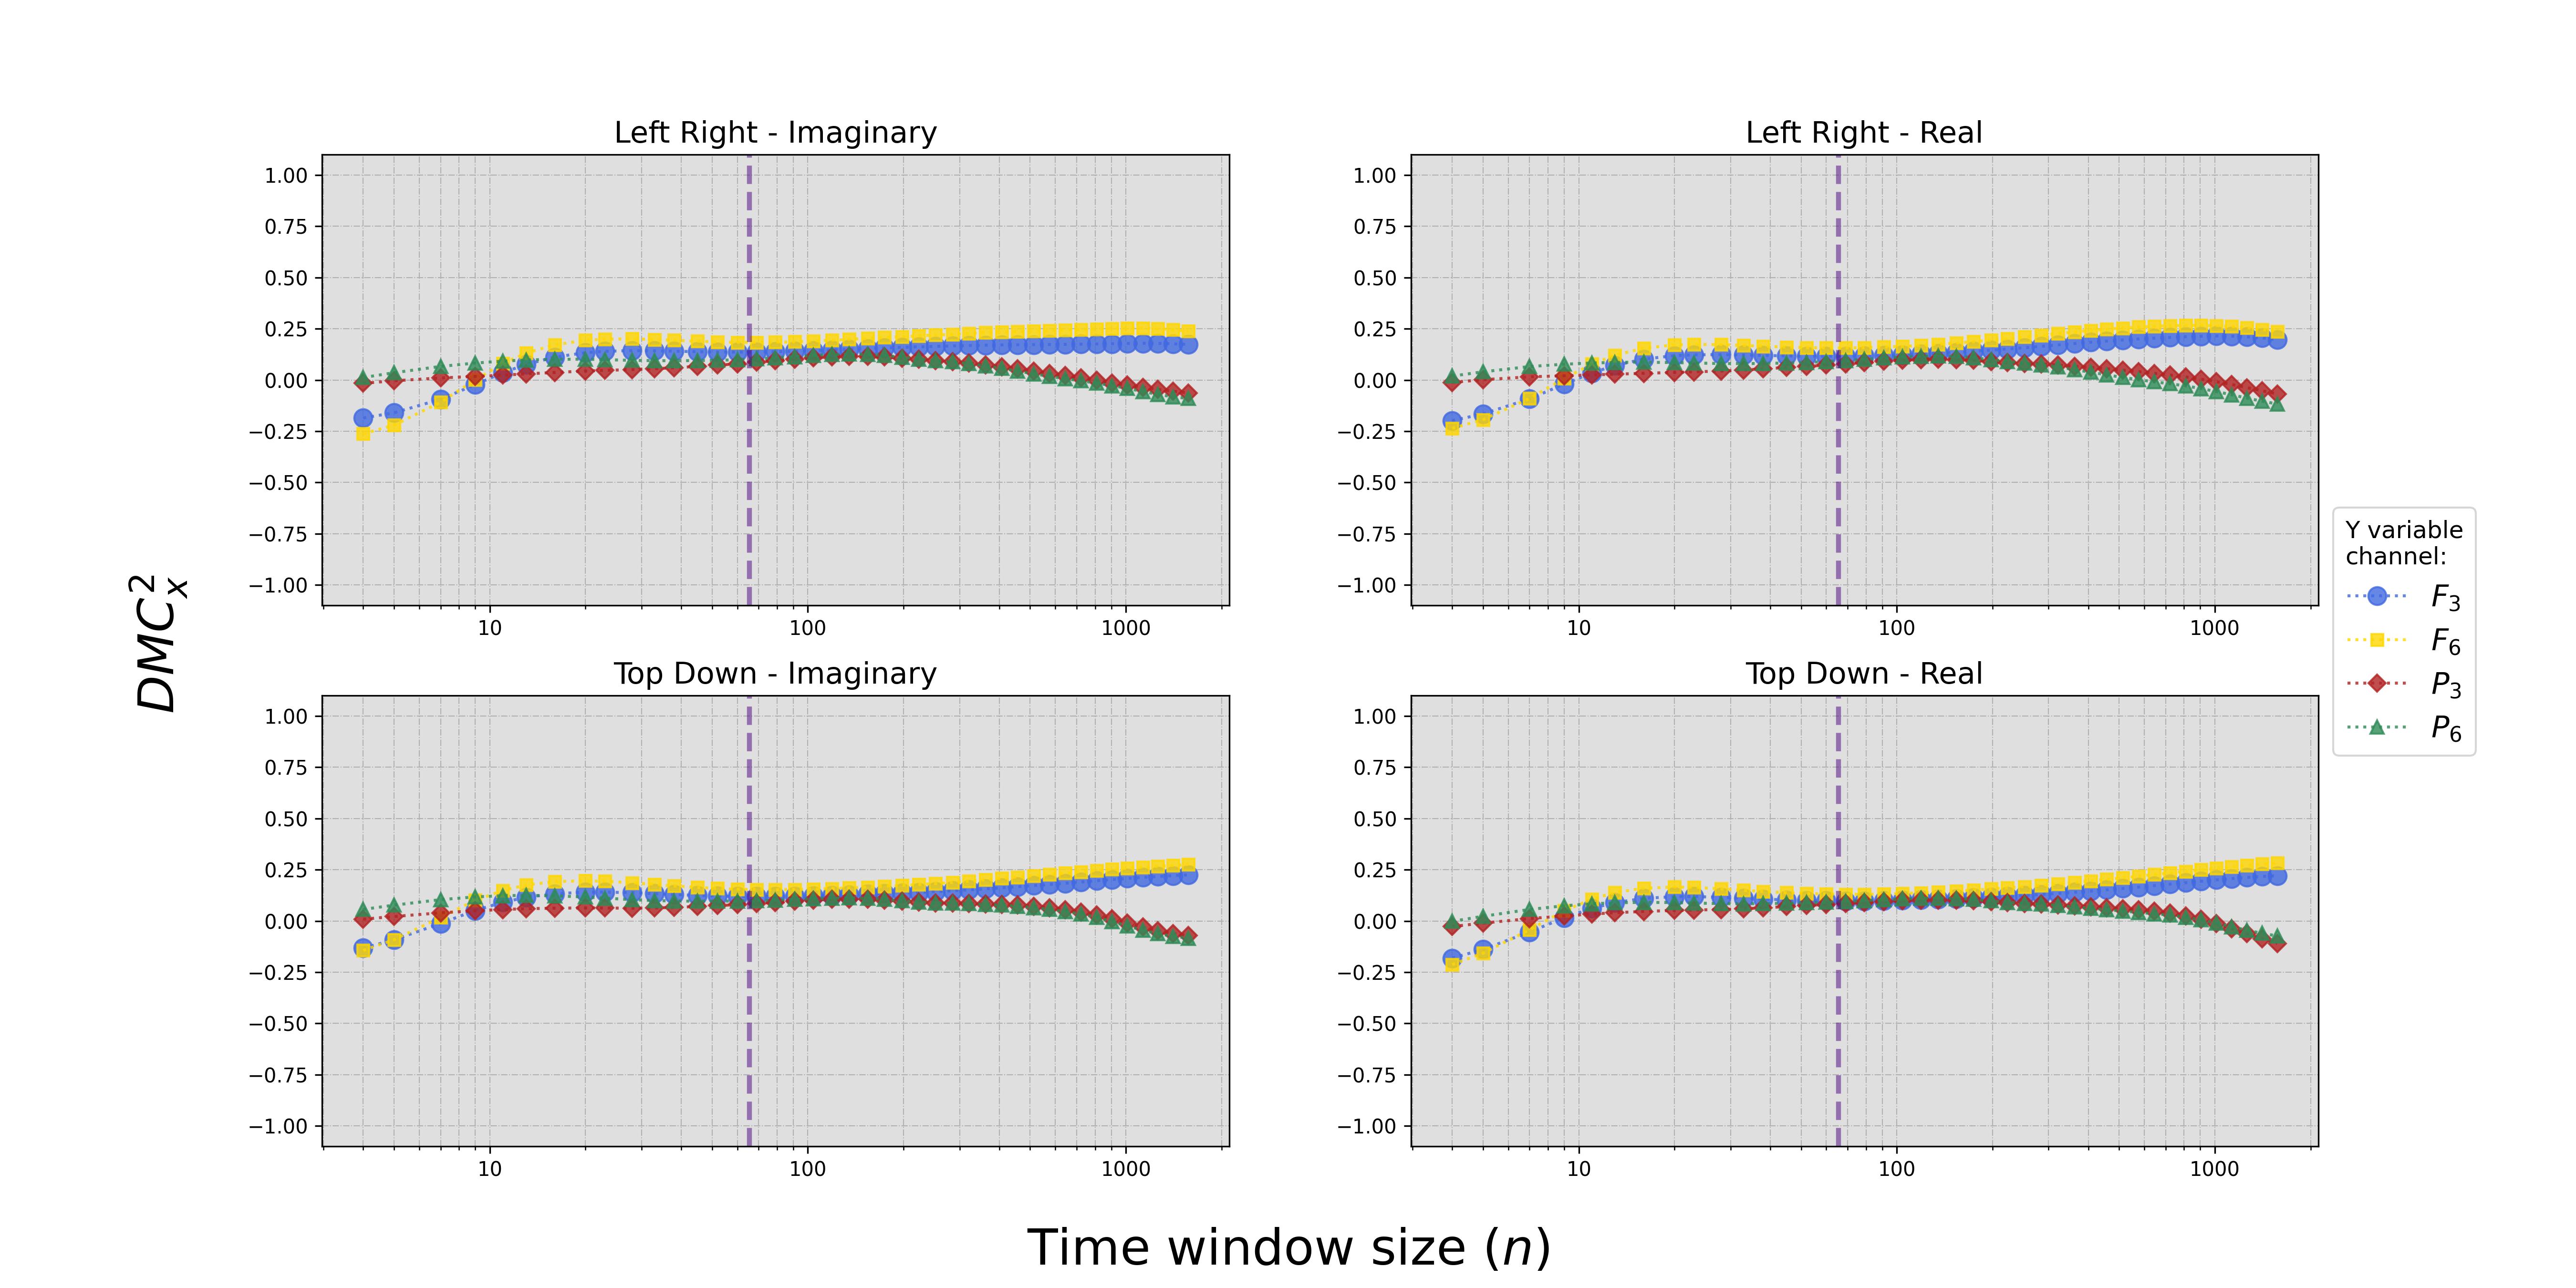 Left Right - Imaginary
1.00
0.75
0.50
0.25
0.00
−0.25
−0.50
−0.75
−1.00
10 100 1000
Left Right - Real
1.00
0.75
0.50
0.25
0.00
−0.25
−0.50
−0.75
−1.00
10 100 1000
Top Down - Imaginary
1.00
0.75
0.50
0.25
0.00
−0.25
−0.50
−0.75
−1.00
10 100 1000
Top Down - Real
1.00
0.75
0.50
0.25
0.00
−0.25
−0.50
−0.75
−1.00
10 100 1000
Y variable
channel:
F₃
F₆
P₃
P₆
DMC²ₓ
Time window size (n)